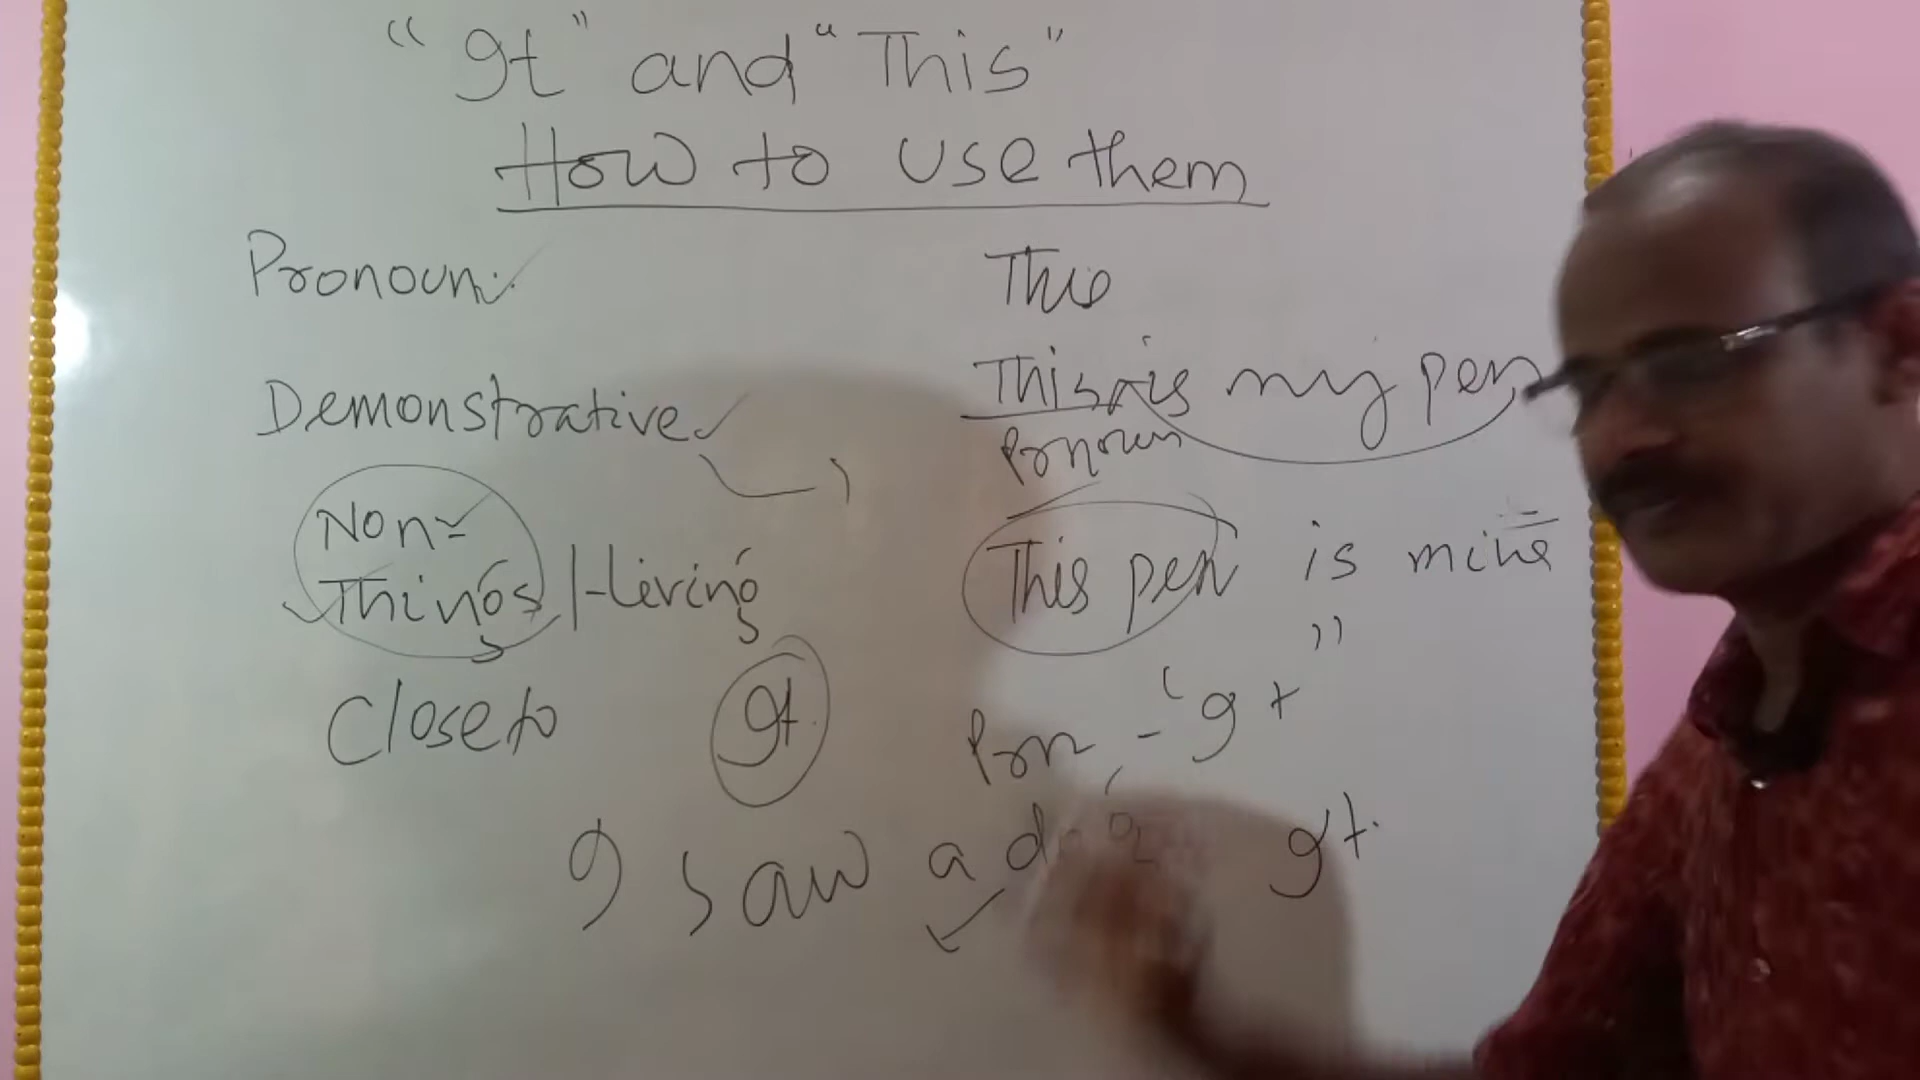 "It" and "This"
How to use them
Pronoun
This
Demonstrative
This is my pen
Pronoun
Non-
Things / Living
This pen is mine
Close to
It
Pron - "It"
I saw a
It.